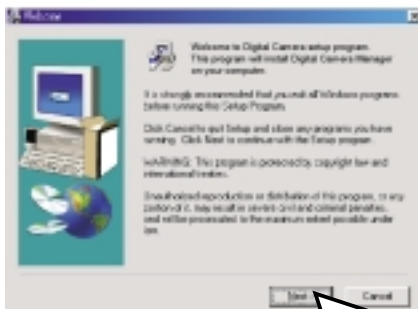 Welcome
Welcome to Digital Camera setup program.
This program will install Digital Camera Manager
on your computer.
It is strongly recommended that you exit all Windows programs
before running this Setup Program.
Click Cancel to quit Setup and close any programs you have
running. Click Next to continue with the Setup program.
WARNING: This program is protected by copyright law and
international treaties.
Unauthorized reproduction or distribution of this program, or any
portion of it, may result in severe civil and criminal penalties,
and will be prosecuted to the maximum extent possible under
law.
Next
Cancel